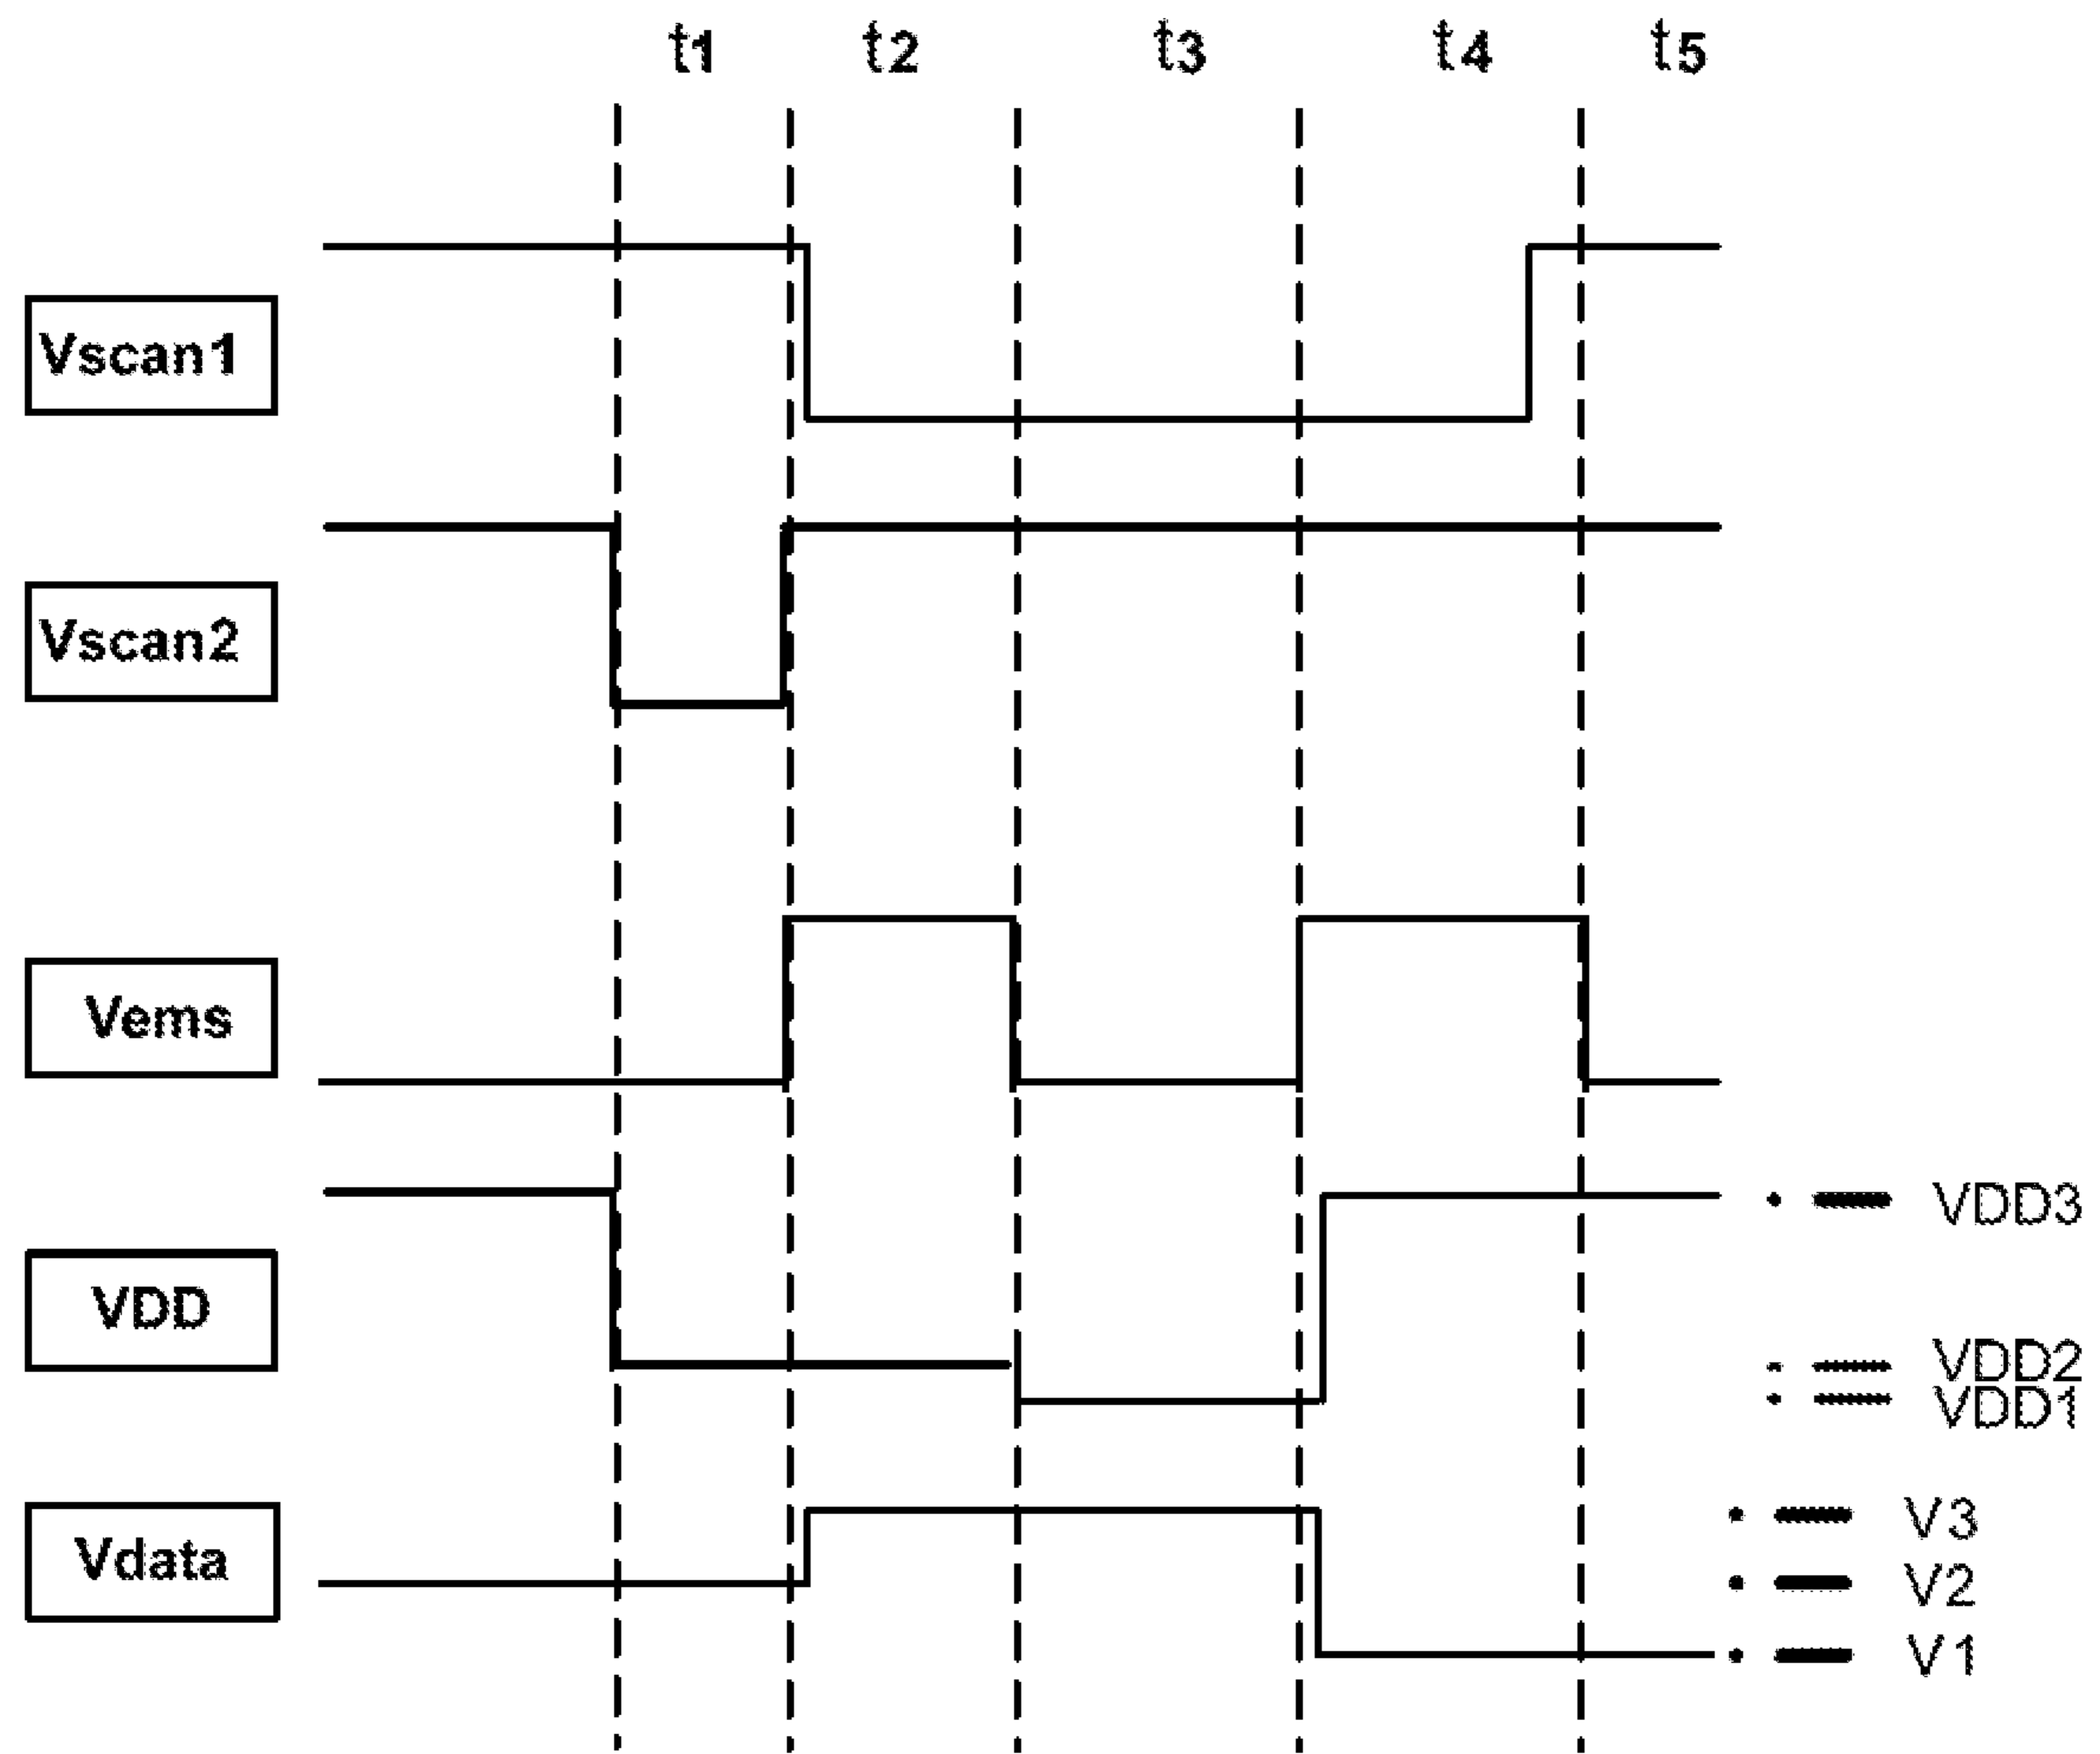 t1 t2 t3 t4 t5
Vscan1
Vscan2
Vems
VDD3
VDD
VDD2
VDD1
V3
Vdata
V2
V1